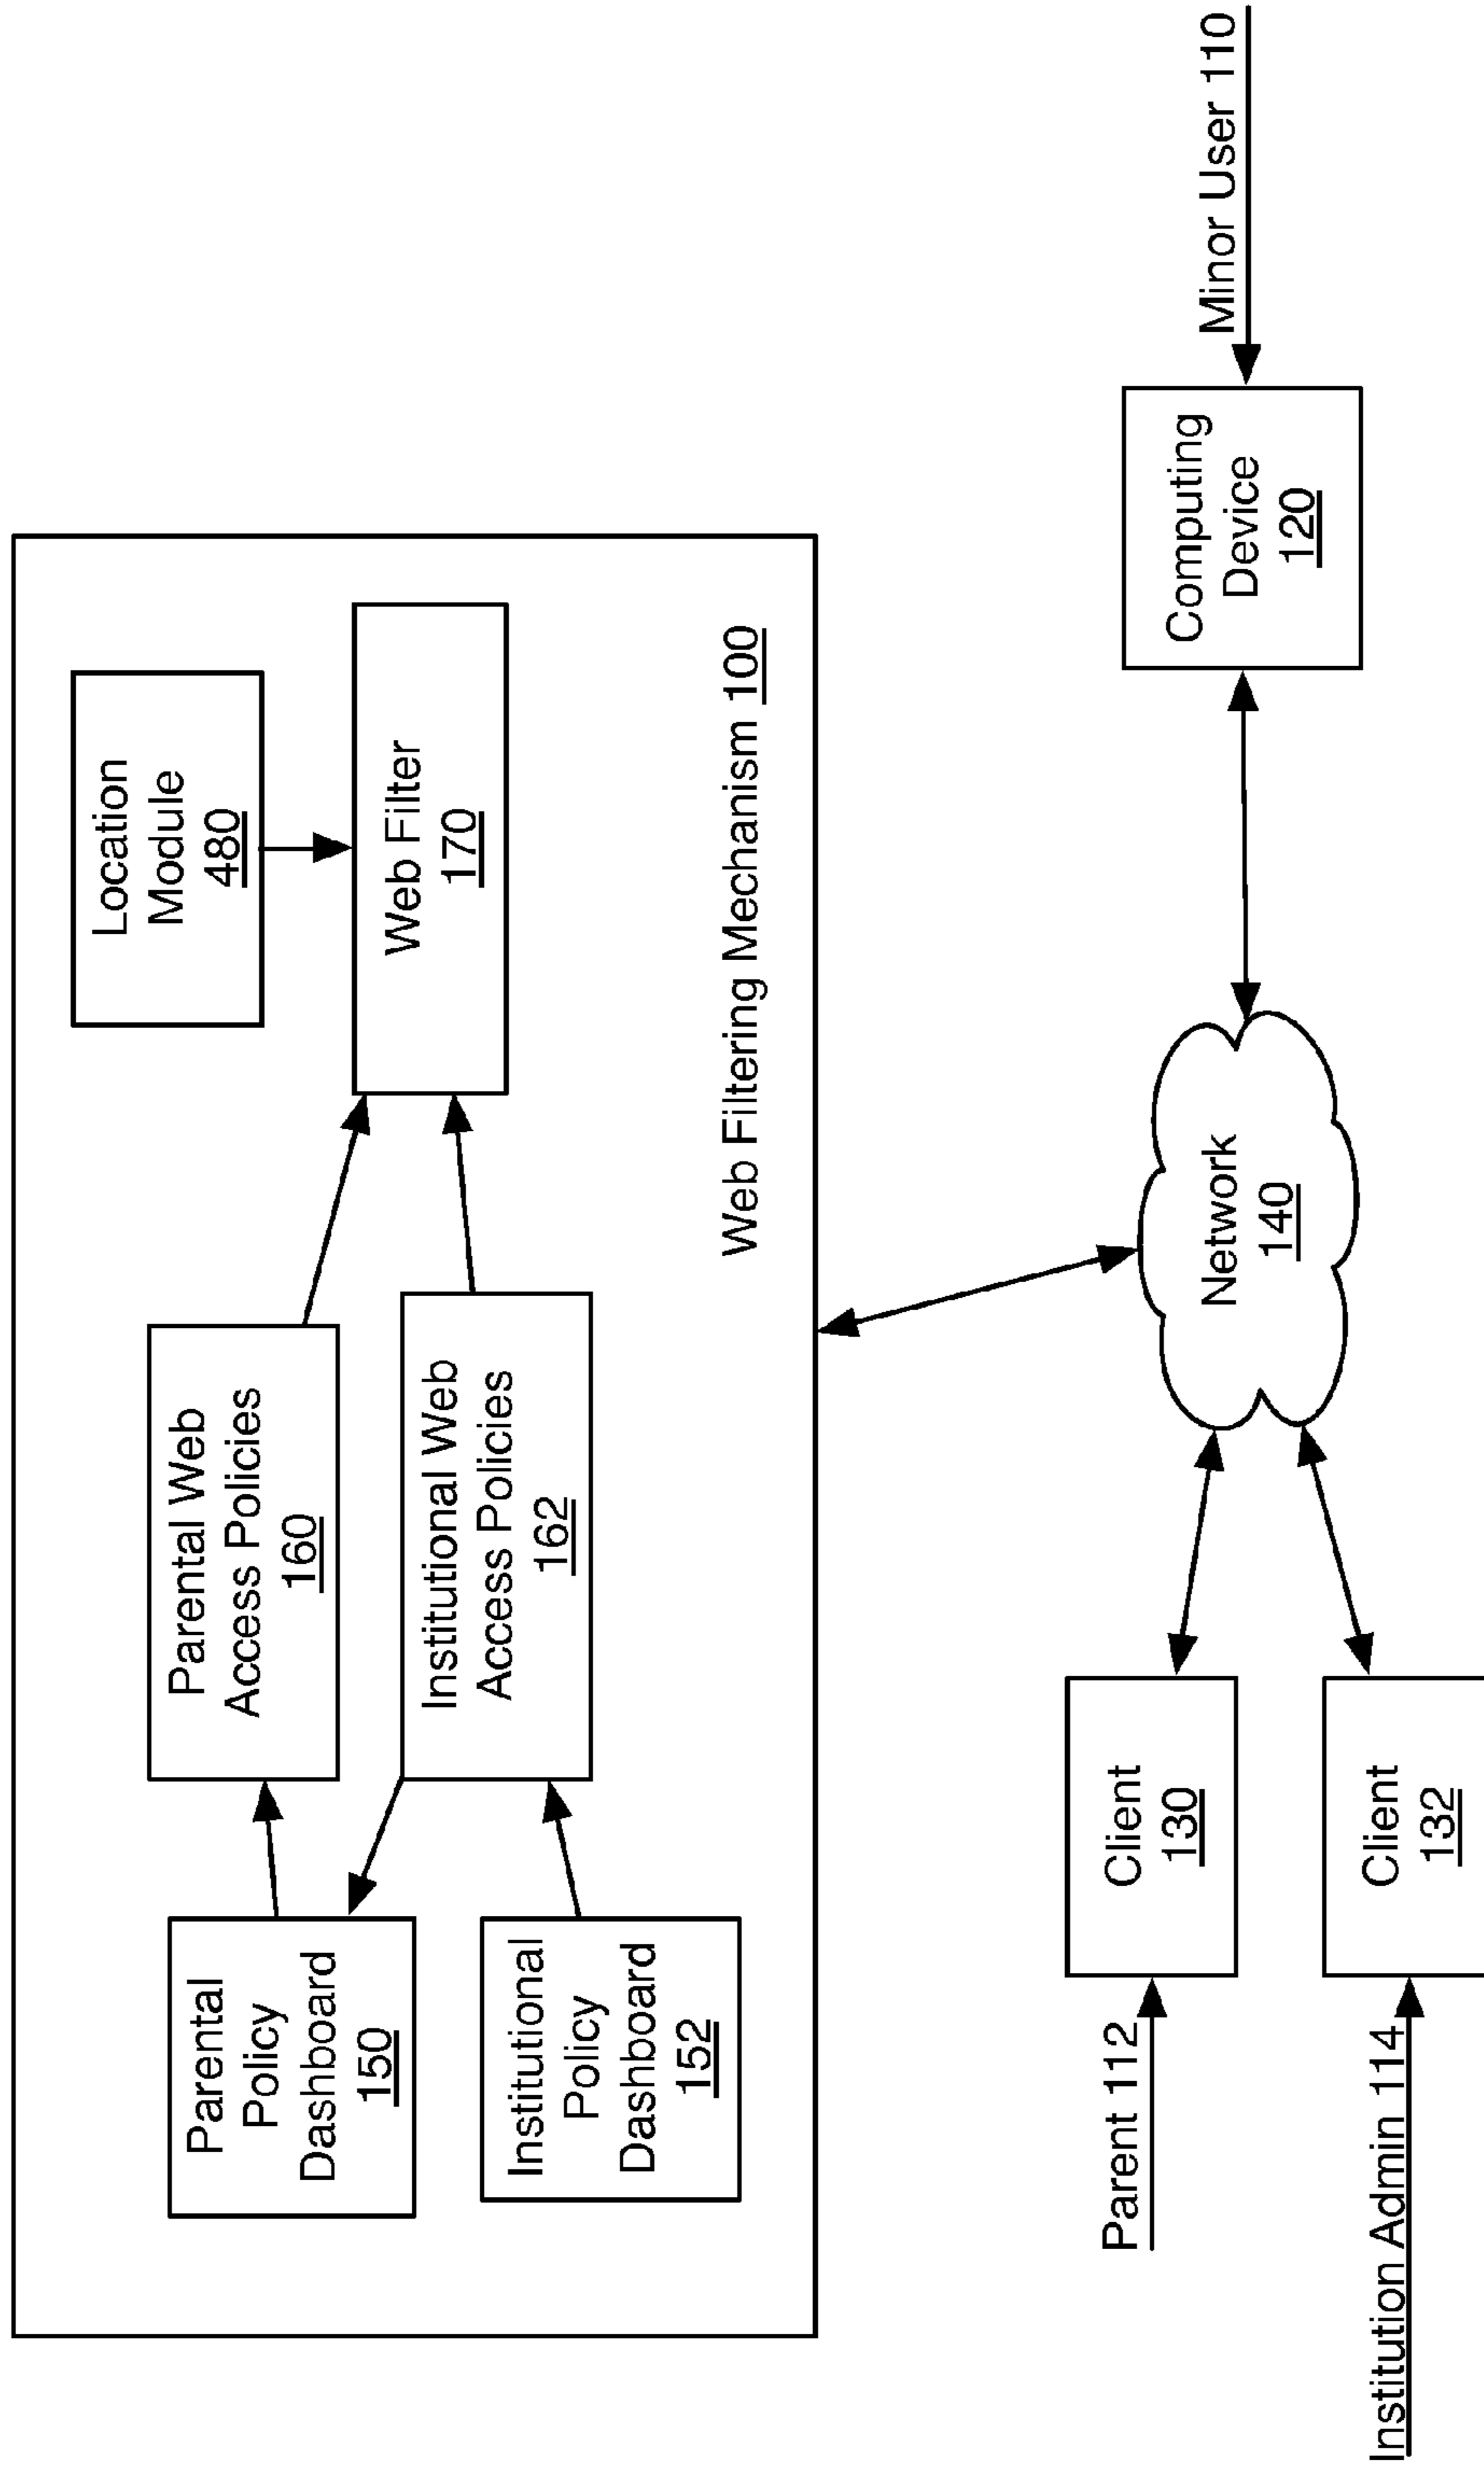 Parental
Policy
Dashboard
150
Parental Web
Access Policies
160
Location
Module
480
Institutional
Policy
Dashboard
152
Institutional Web
Access Policies
162
Web Filter
170
Web Filtering Mechanism 100
Parent 112
Client
130
Institution Admin 114
Client
132
Network
140
Computing
Device
120
Minor User 110